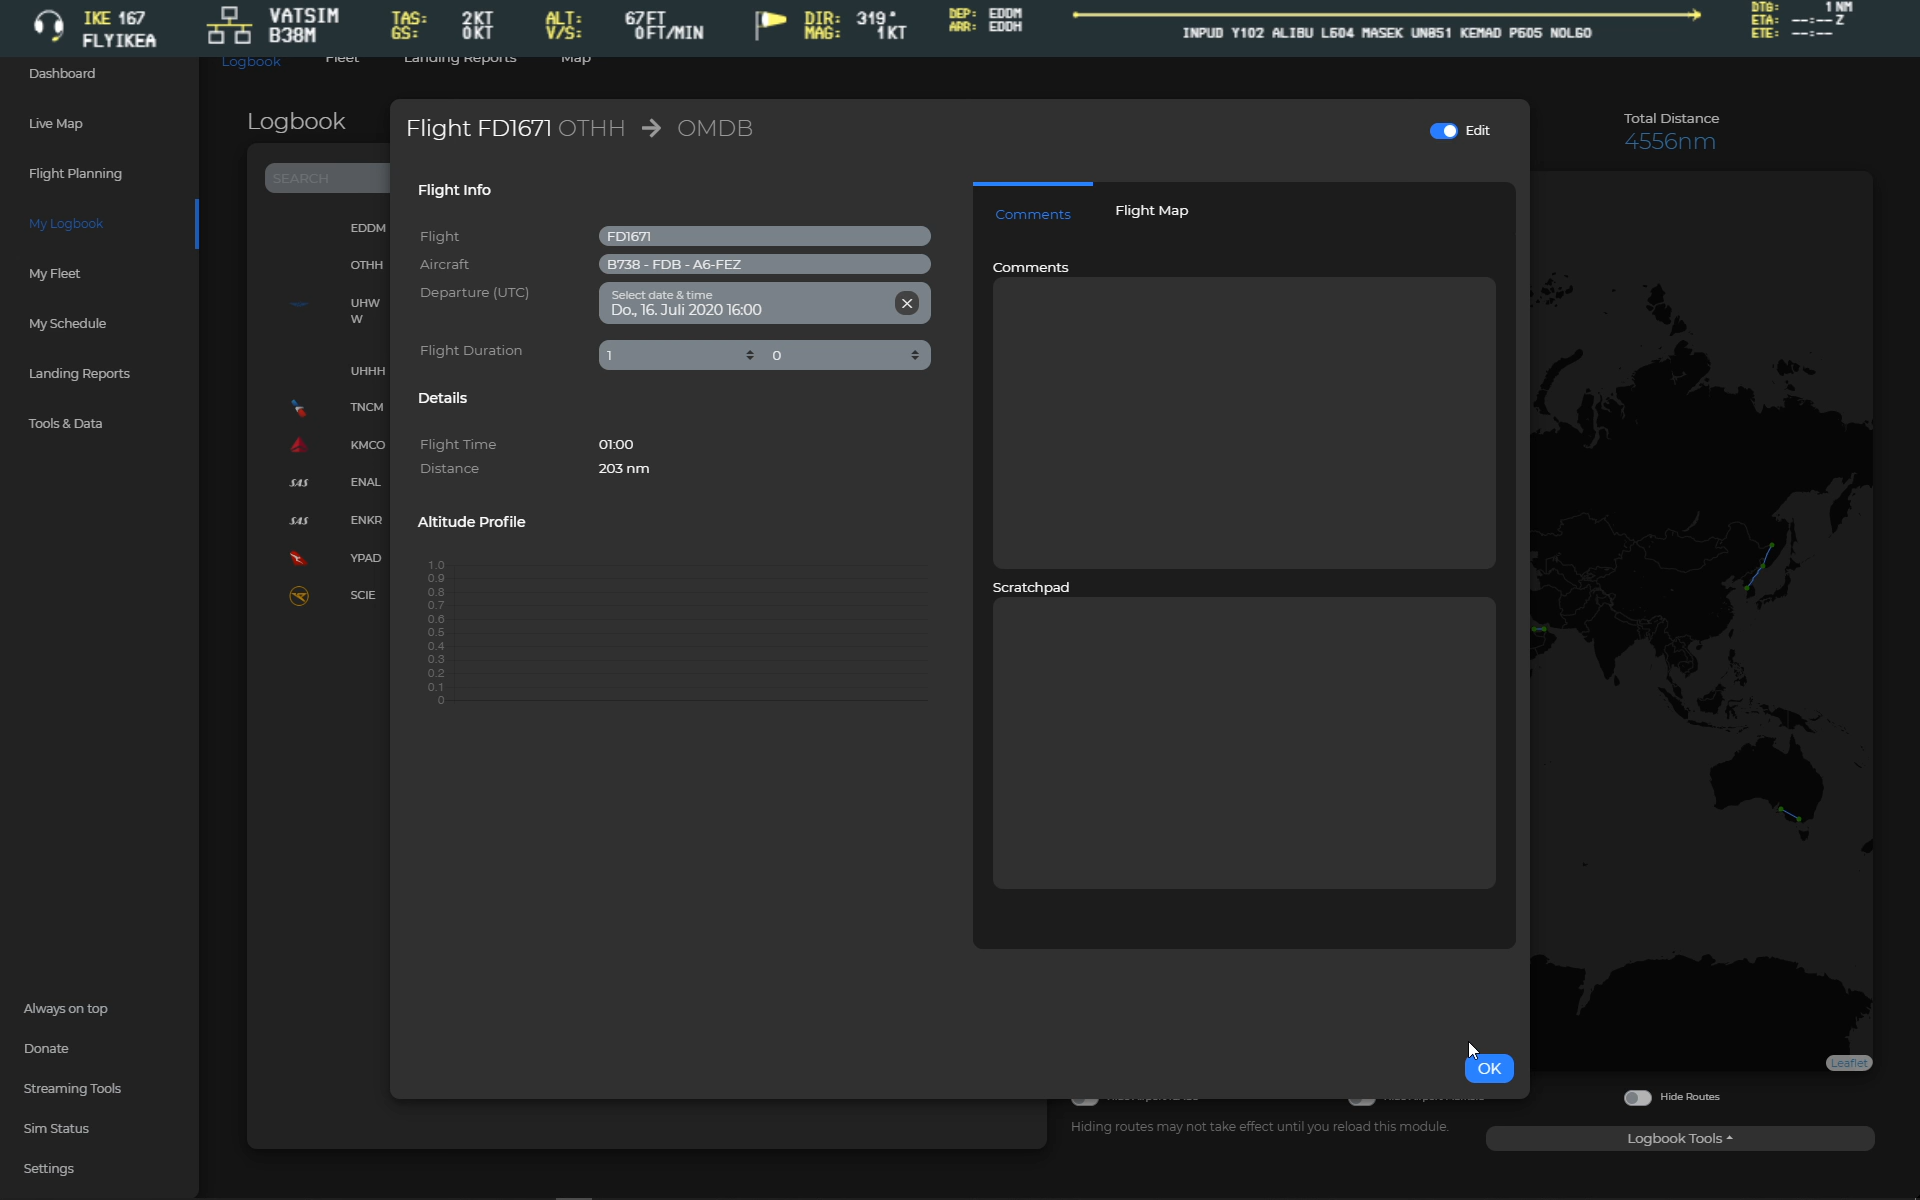 IKE 167
FLYIKEA
VATSIM
B38M
TAS: 2KT
GS: 0KT
ALT: 67FT
V/S: 0FT/MIN
DIR: 319°
MAG: 1KT
DEP: EDDM
ARR: EDDH
INPUD Y102 ALIBU L604 MASEK UN851 KEMAD P605 NOLGO
DTG: 1 NM
ETA: --:--Z
ETE: --:--
Dashboard
Live Map
Flight Planning
My Logbook
My Fleet
My Schedule
Landing Reports
Tools & Data
Always on top
Donate
Streaming Tools
Sim Status
Settings
Logbook Fleet Landing Reports Map
Logbook
SEARCH
EDDM
OTHH
UHW
W
UHHH
TNCM
KMCO
SAS ENAL
SAS ENKR
YPAD
SCIE
Flight FD1671 OTHH → OMDB
Edit
Flight Info
Flight FD1671
Aircraft B738 - FDB - A6-FEZ
Departure (UTC) Select date & time
Do., 16. Juli 2020 16:00
Flight Duration 1 0
Details
Flight Time 01:00
Distance 203 nm
Altitude Profile
1.0
0.9
0.8
0.7
0.6
0.5
0.4
0.3
0.2
0.1
0
Comments Flight Map
Comments
Scratchpad
OK
Total Distance
4556nm
Leaflet
Hide Routes
Hiding routes may not take effect until you reload this module.
Logbook Tools